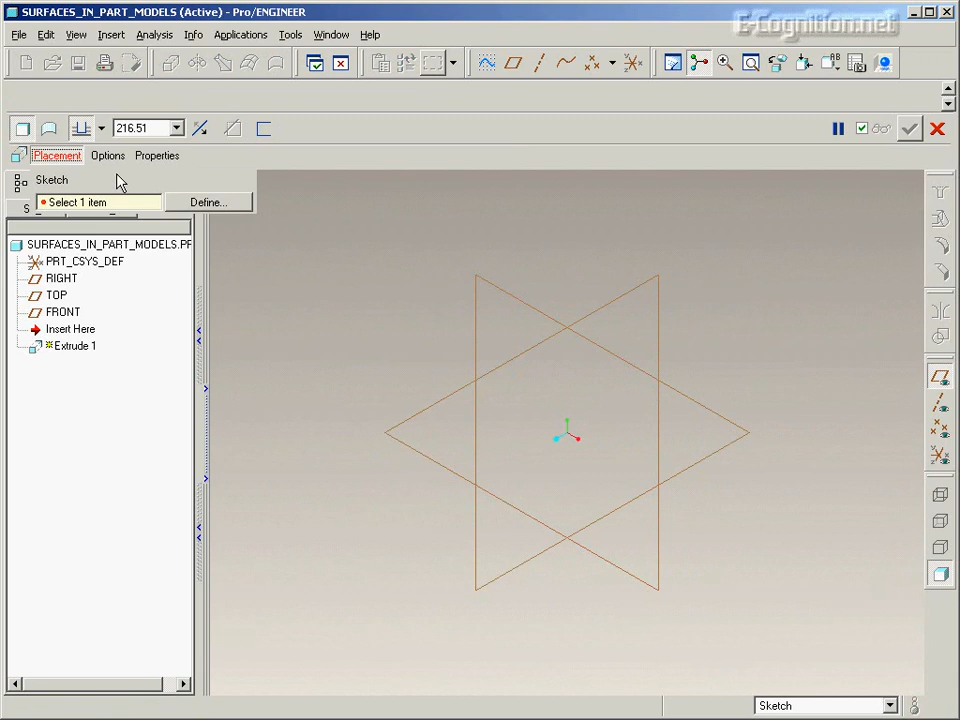 SURFACES_IN_PART_MODELS (Active) - Pro/ENGINEER
E-Cognition.net
File Edit View Insert Analysis Info Applications Tools Window Help
216.51
Placement Options Properties
Sketch
Select 1 item Define...
S
SURFACES_IN_PART_MODELS.PF
PRT_CSYS_DEF
RIGHT
TOP
FRONT
Insert Here
Extrude 1
Sketch